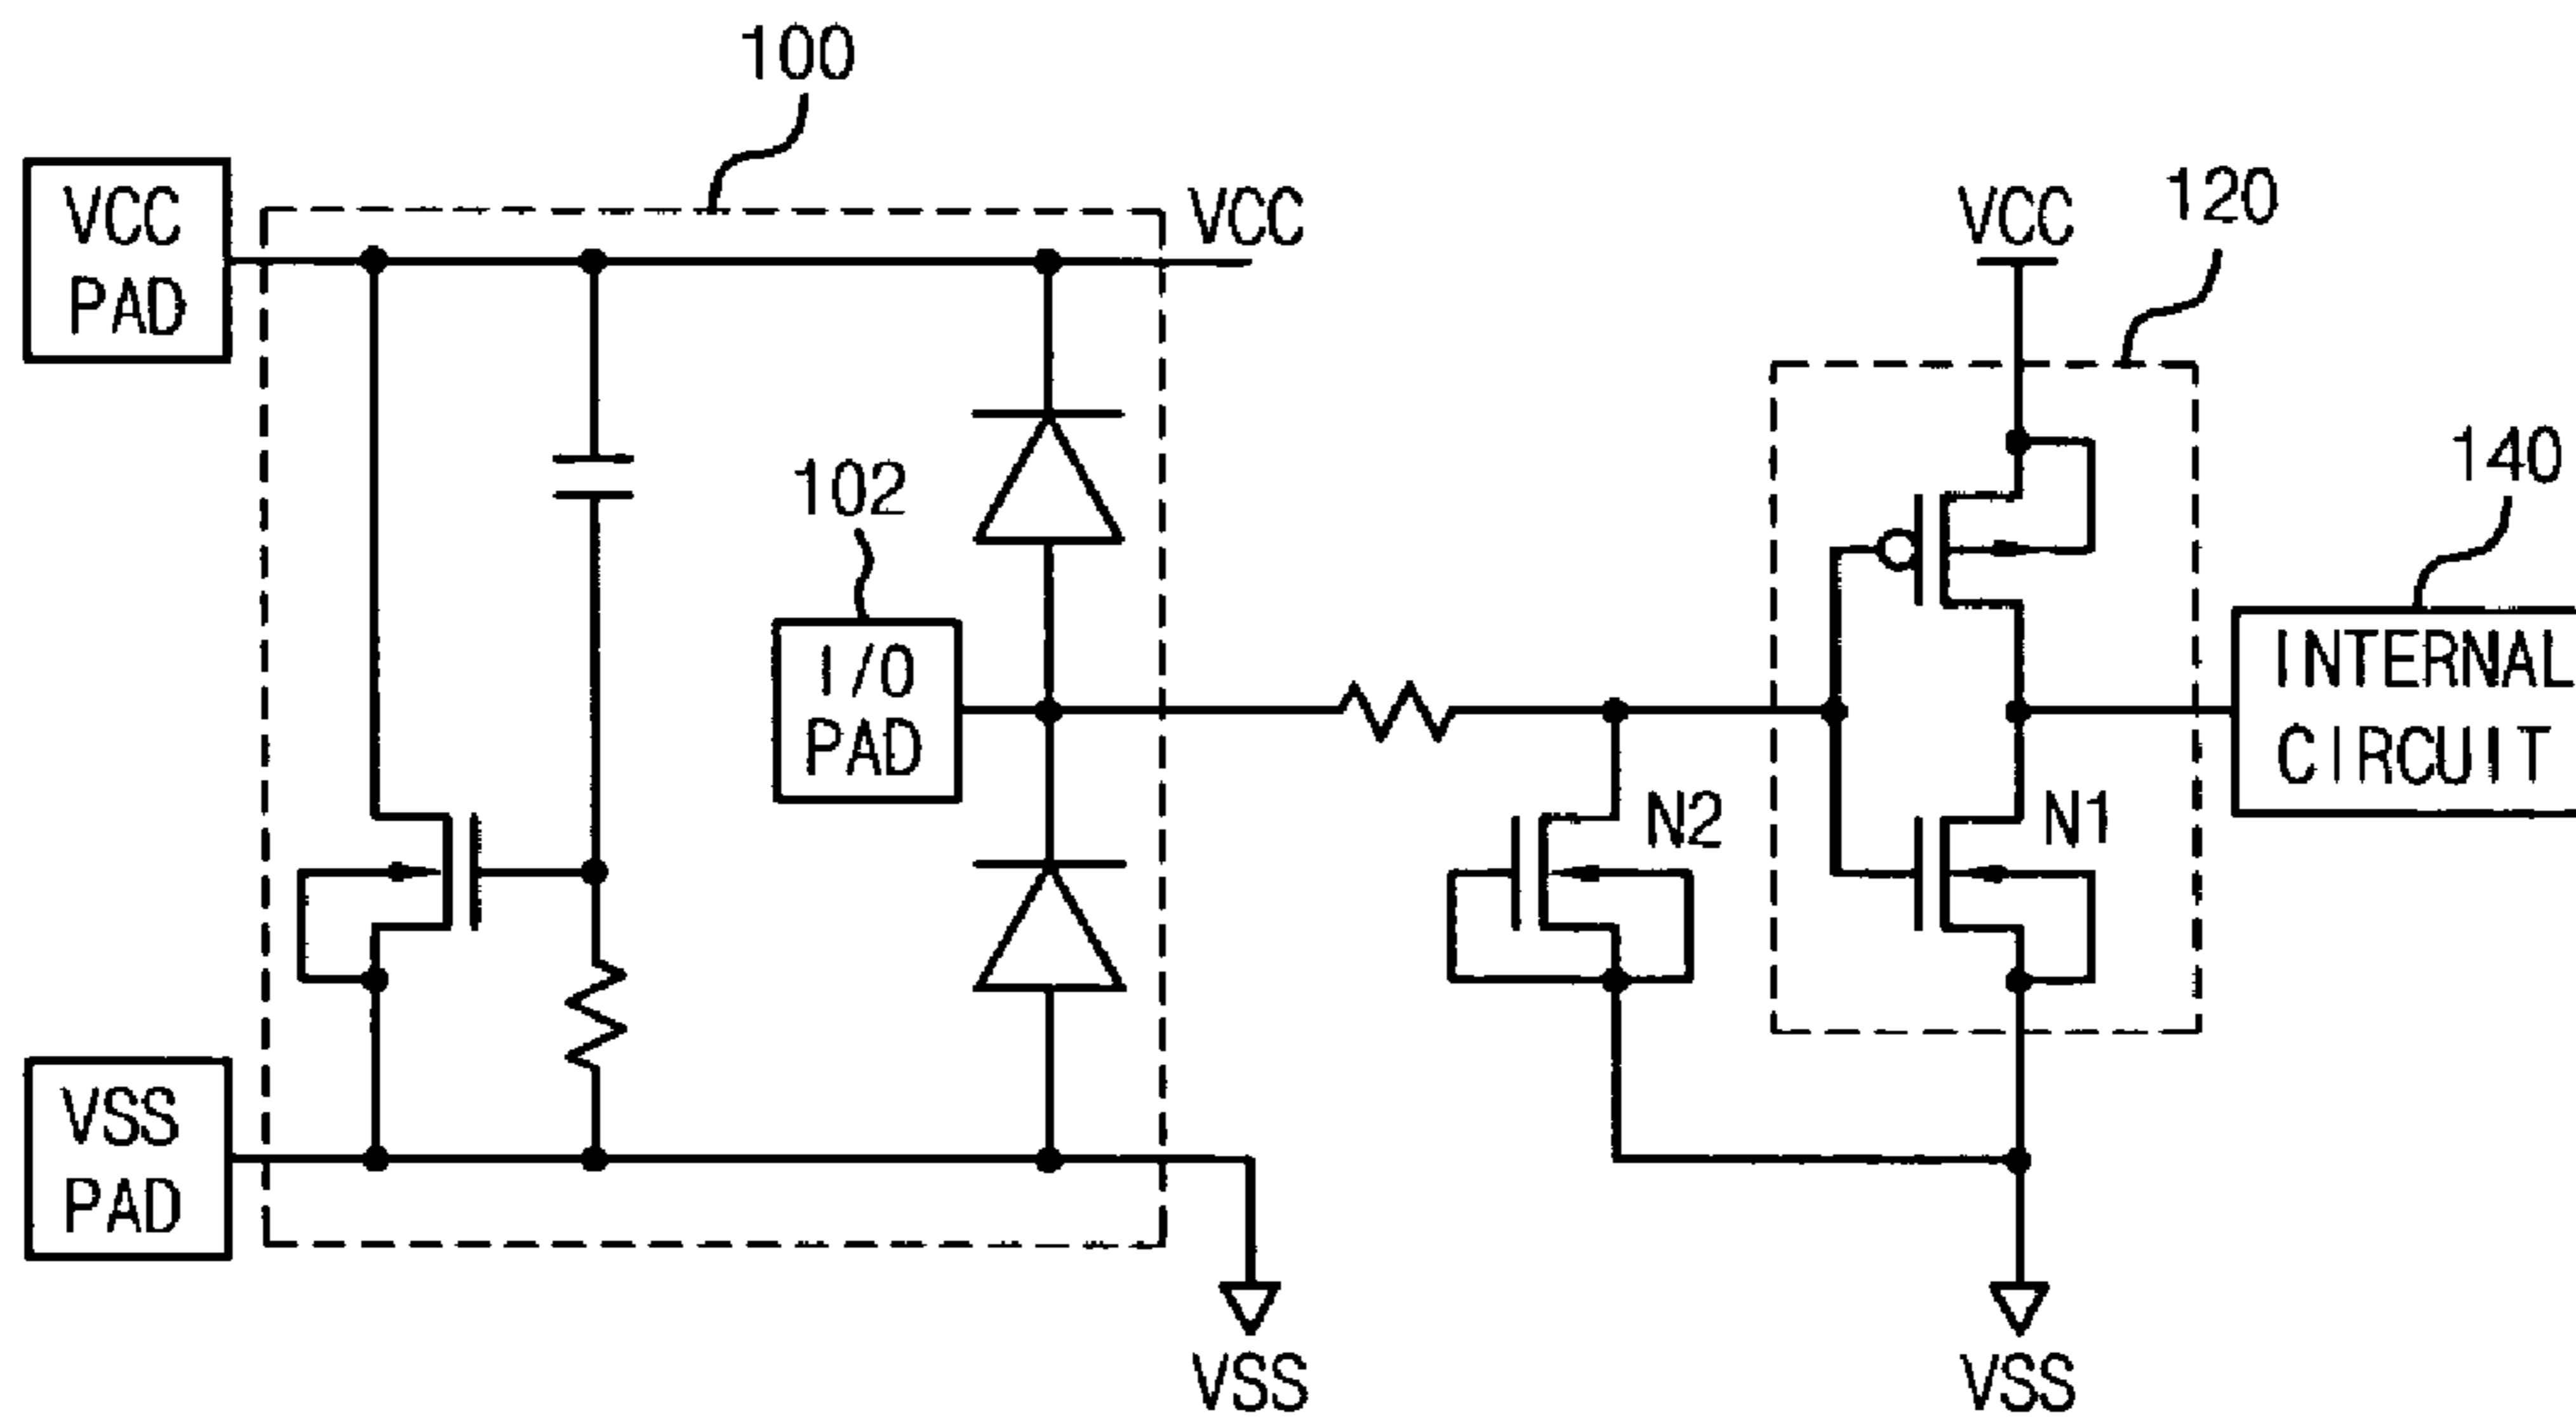 100
VCC
PAD
VCC
VCC
120
102
140
I/O
PAD
INTERNAL
CIRCUIT
N2
N1
VSS
PAD
VSS
VSS